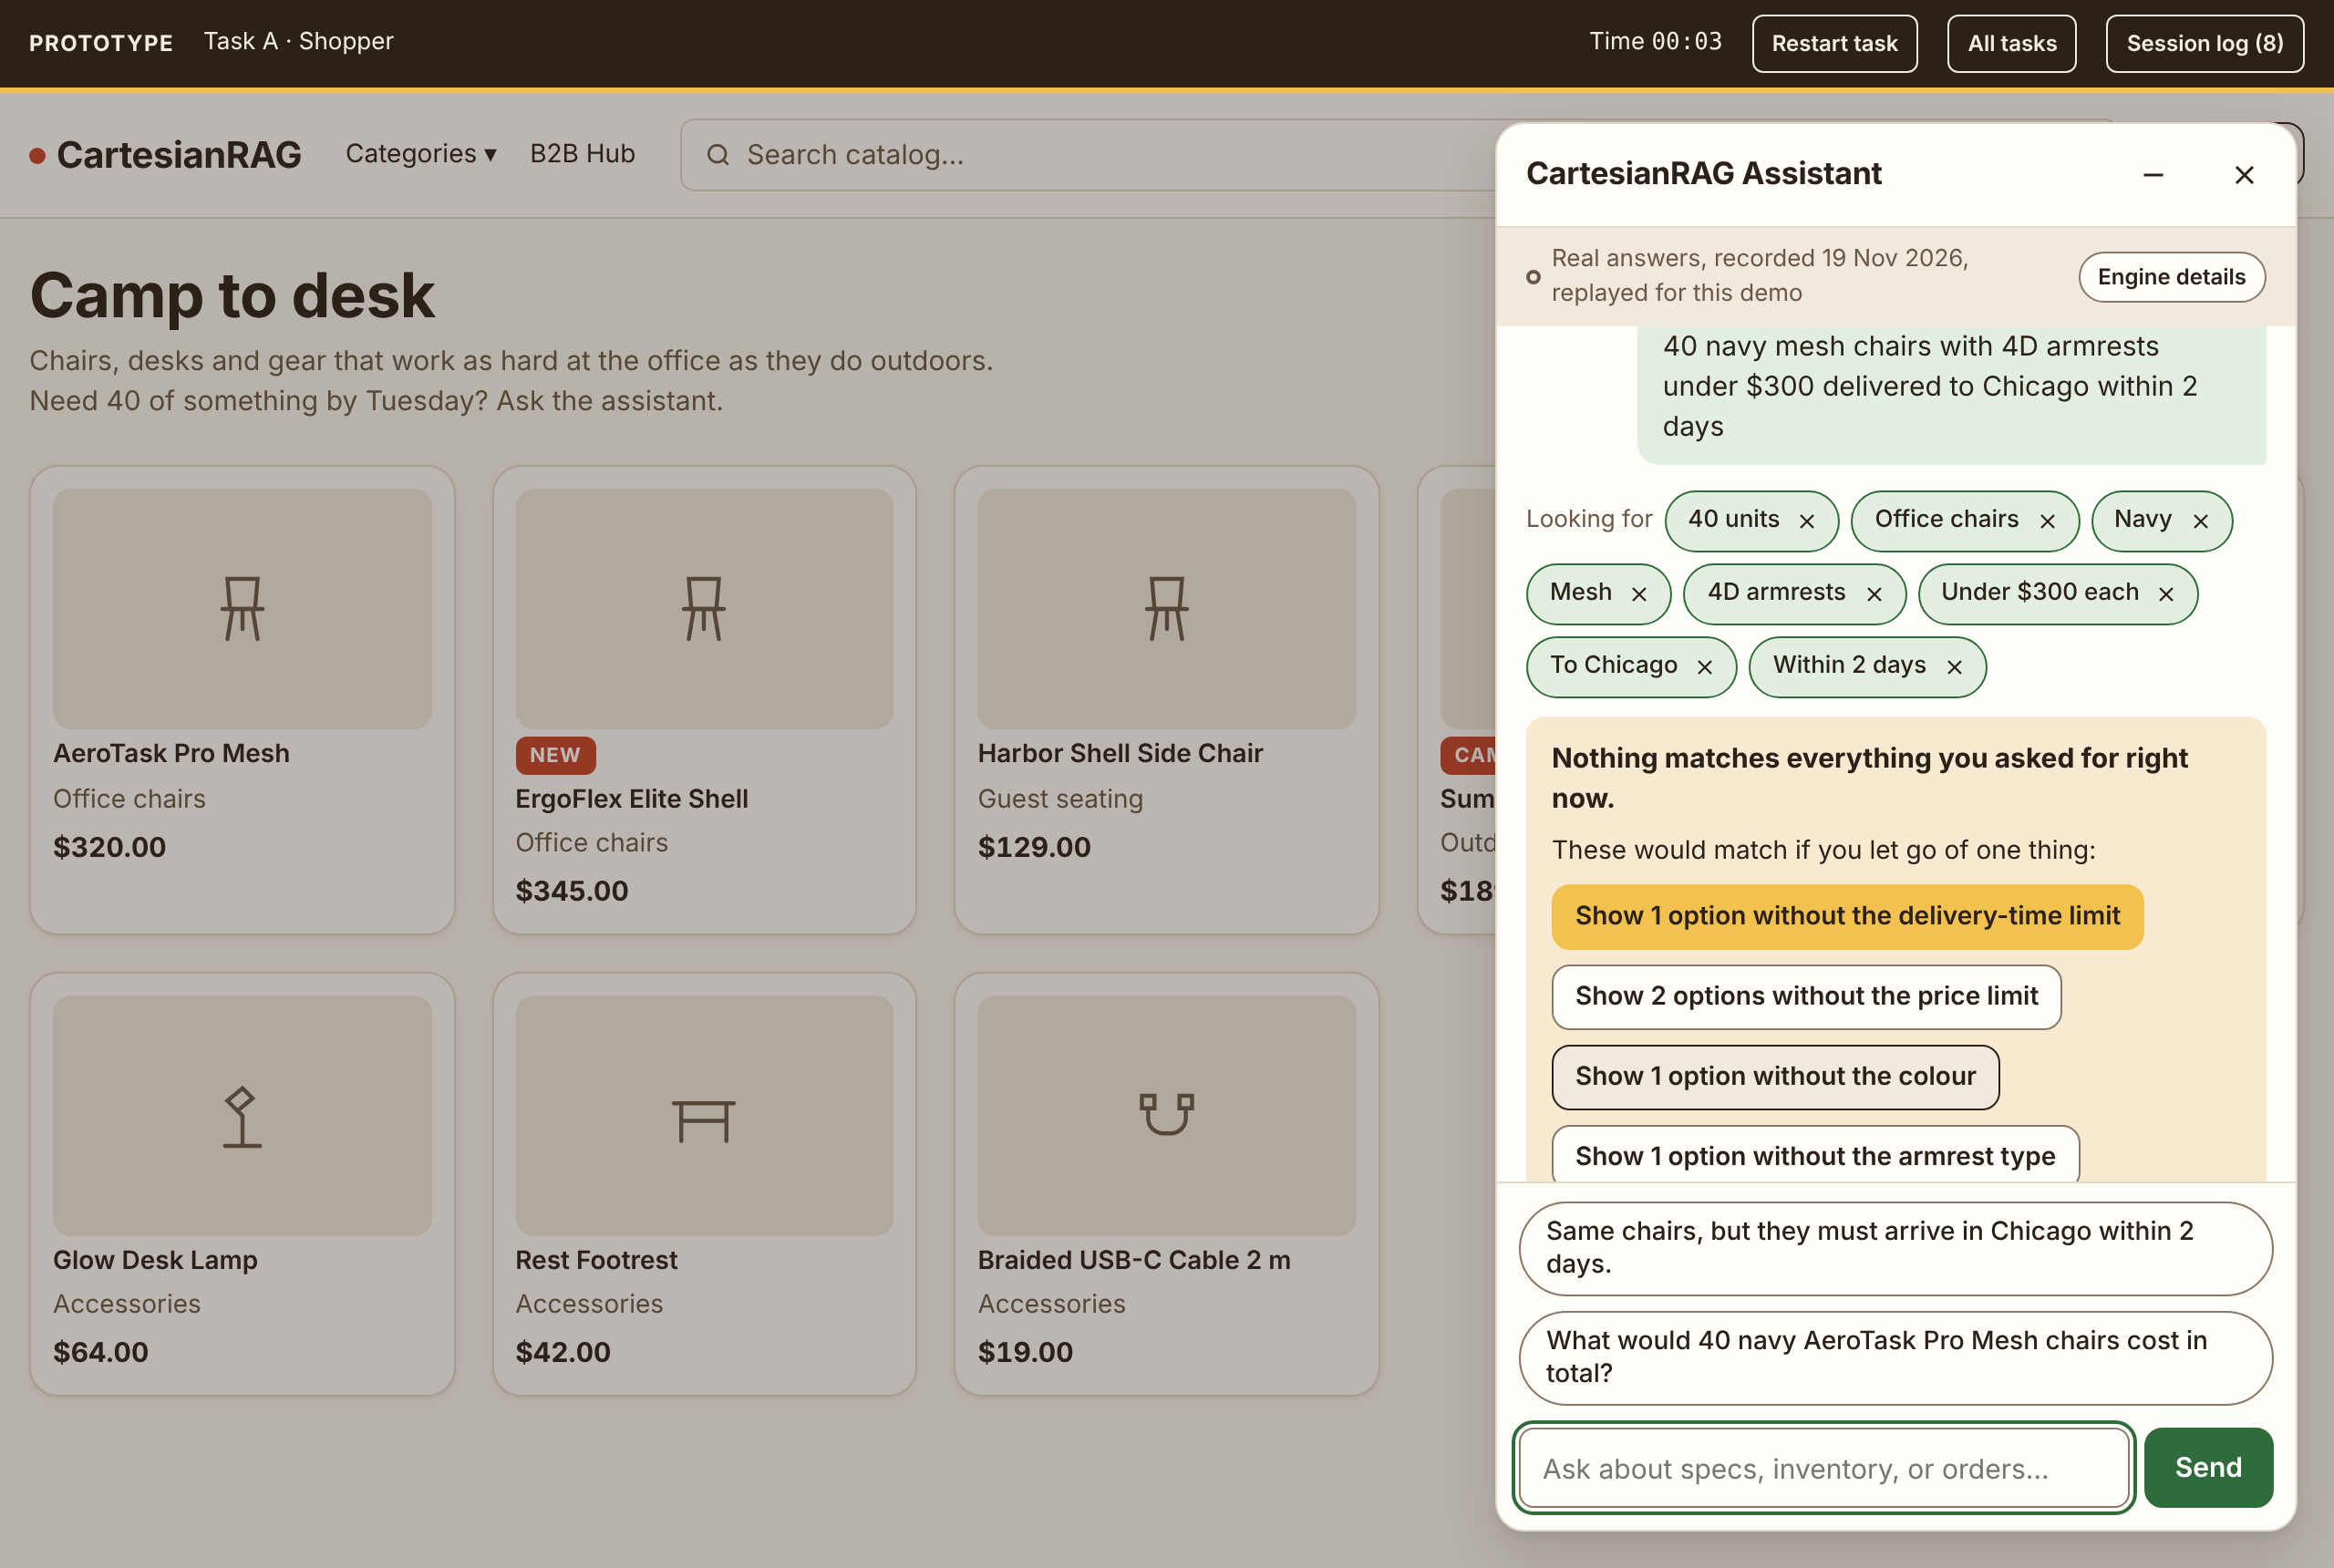 PROTOTYPE Task A · Shopper Time 00:03 Restart task All tasks Session log (8)
CartesianRAG Categories ▾ B2B Hub Search catalog...
Camp to desk
Chairs, desks and gear that work as hard at the office as they do outdoors.
Need 40 of something by Tuesday? Ask the assistant.
AeroTask Pro Mesh
Office chairs
$320.00
NEW
ErgoFlex Elite Shell
Office chairs
$345.00
Harbor Shell Side Chair
Guest seating
$129.00
Glow Desk Lamp
Accessories
$64.00
Rest Footrest
Accessories
$42.00
Braided USB-C Cable 2 m
Accessories
$19.00
CartesianRAG Assistant
Real answers, recorded 19 Nov 2026,
replayed for this demo
Engine details
40 navy mesh chairs with 4D armrests
under $300 delivered to Chicago within 2
days
Looking for 40 units × Office chairs × Navy ×
Mesh × 4D armrests × Under $300 each ×
To Chicago × Within 2 days ×
Nothing matches everything you asked for right
now.
These would match if you let go of one thing:
Show 1 option without the delivery-time limit
Show 2 options without the price limit
Show 1 option without the colour
Show 1 option without the armrest type
Same chairs, but they must arrive in Chicago within 2
days.
What would 40 navy AeroTask Pro Mesh chairs cost in
total?
Ask about specs, inventory, or orders...
Send